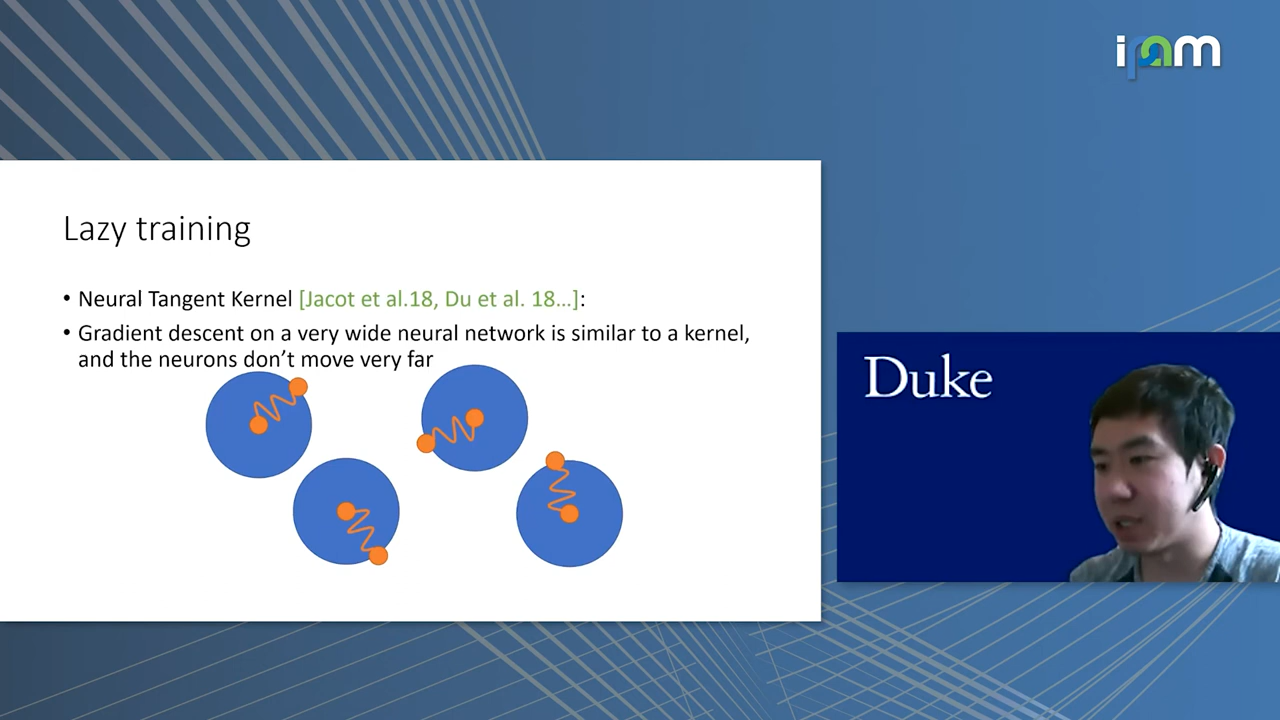 ipam
Lazy training
• Neural Tangent Kernel [Jacot et al.18, Du et al. 18...]:
• Gradient descent on a very wide neural network is similar to a kernel,
and the neurons don't move very far
Duke